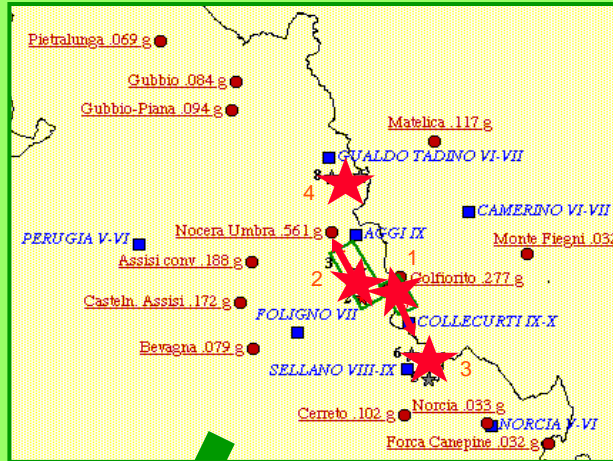 Pietralunga .069 g
Gubbio .084 g
Gubbio-Piana .094 g
Matelica .117 g
GUALDO TADINO VI-VII
8
4
CAMERINO VI-VII
Nocera Umbra .561 g
AGGI IX
PERUGIA V-VI
Monte Fiegni .032
1
Assisi conv .188 g
3
2
Colfiorito .277 g
Casteln. Assisi .172 g
FOLIGNO VII
COLLECURTI IX-X
Bevagna .079 g
6
SELLANO VIII-IX
3
Cerreto .102 g
Norcia .033 g
NORCIA V-VI
Forca Canepine .032 g